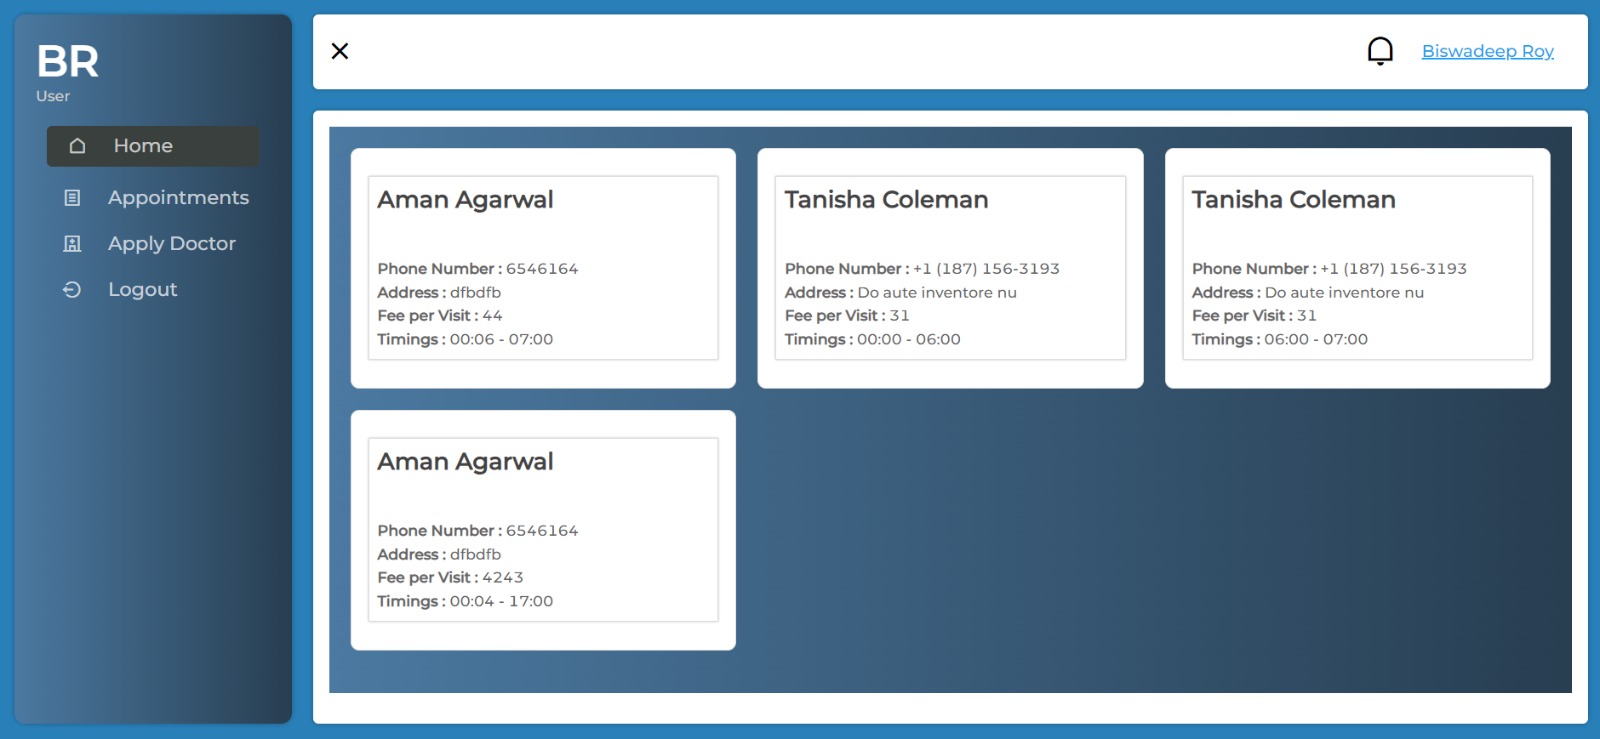 BR
User
Home
Appointments
Apply Doctor
Logout
Biswadeep Roy
Aman Agarwal
Phone Number : 6546164
Address : dfbdfb
Fee per Visit : 44
Timings : 00:06 - 07:00
Tanisha Coleman
Phone Number : +1 (187) 156-3193
Address : Do aute inventore nu
Fee per Visit : 31
Timings : 00:00 - 06:00
Tanisha Coleman
Phone Number : +1 (187) 156-3193
Address : Do aute inventore nu
Fee per Visit : 31
Timings : 06:00 - 07:00
Aman Agarwal
Phone Number : 6546164
Address : dfbdfb
Fee per Visit : 4243
Timings : 00:04 - 17:00